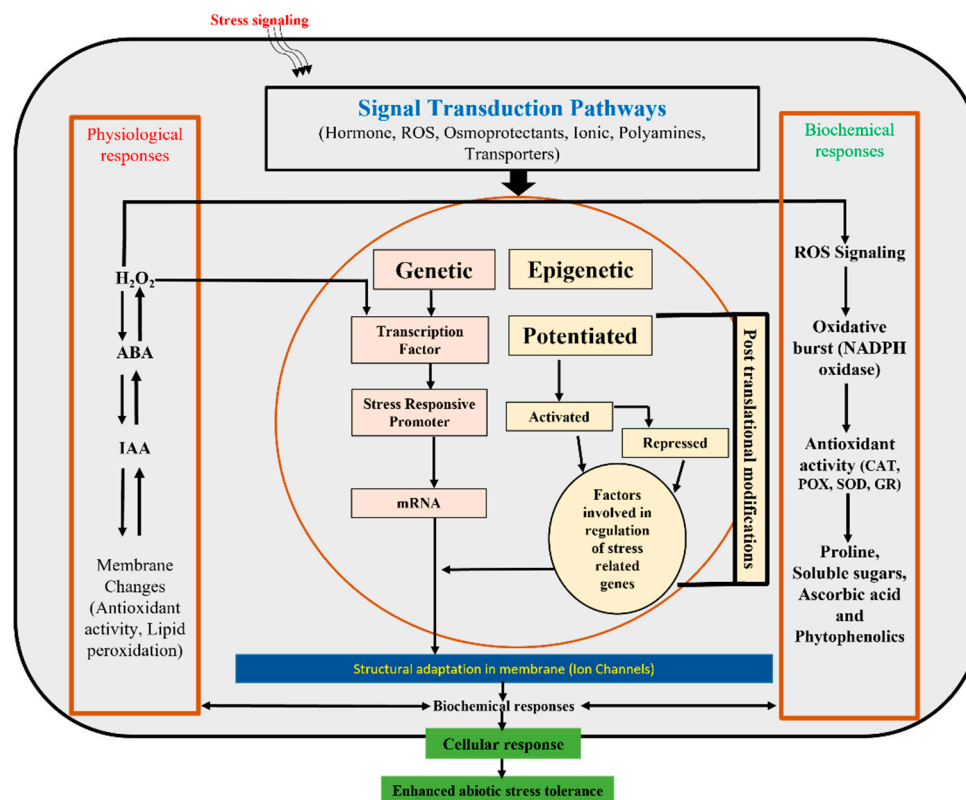 Stress signaling
Signal Transduction Pathways
(Hormone, ROS, Osmoprotectants, Ionic, Polyamines,
Transporters)
Physiological
responses
H₂O₂
ABA
IAA
Membrane
Changes
(Antioxidant
activity, Lipid
peroxidation)
Genetic
Transcription
Factor
Stress Responsive
Promoter
mRNA
Epigenetic
Potentiated
Activated
Repressed
Factors
involved in
regulation
of stress
related
genes
Post translational modifications
Biochemical
responses
ROS Signaling
Oxidative
burst (NADPH
oxidase)
Antioxidant
activity (CAT,
POX, SOD, GR)
Proline,
Soluble sugars,
Ascorbic acid
and
Phytophenolics
Structural adaptation in membrane (Ion Channels)
Biochemical responses
Cellular response
Enhanced abiotic stress tolerance